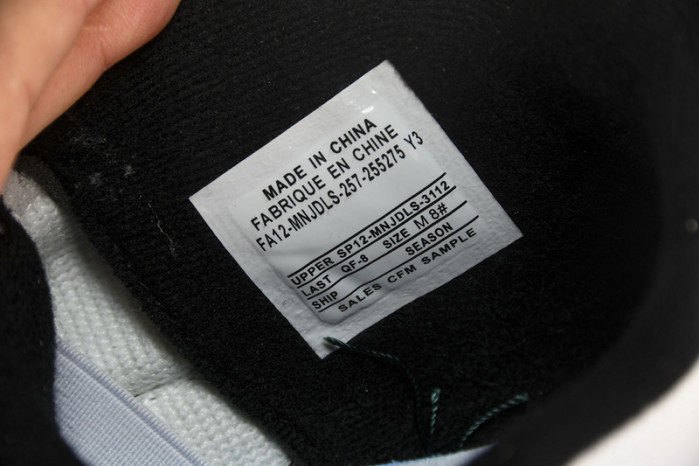 MADE IN CHINA
FABRIQUE EN CHINE
FA12-MNJDLS-257-255275 Y3
UPPER SP12-MNJDLS-3112
LAST QF-8 SIZE M 8#
SHIP SEASON
SALES CFM SAMPLE